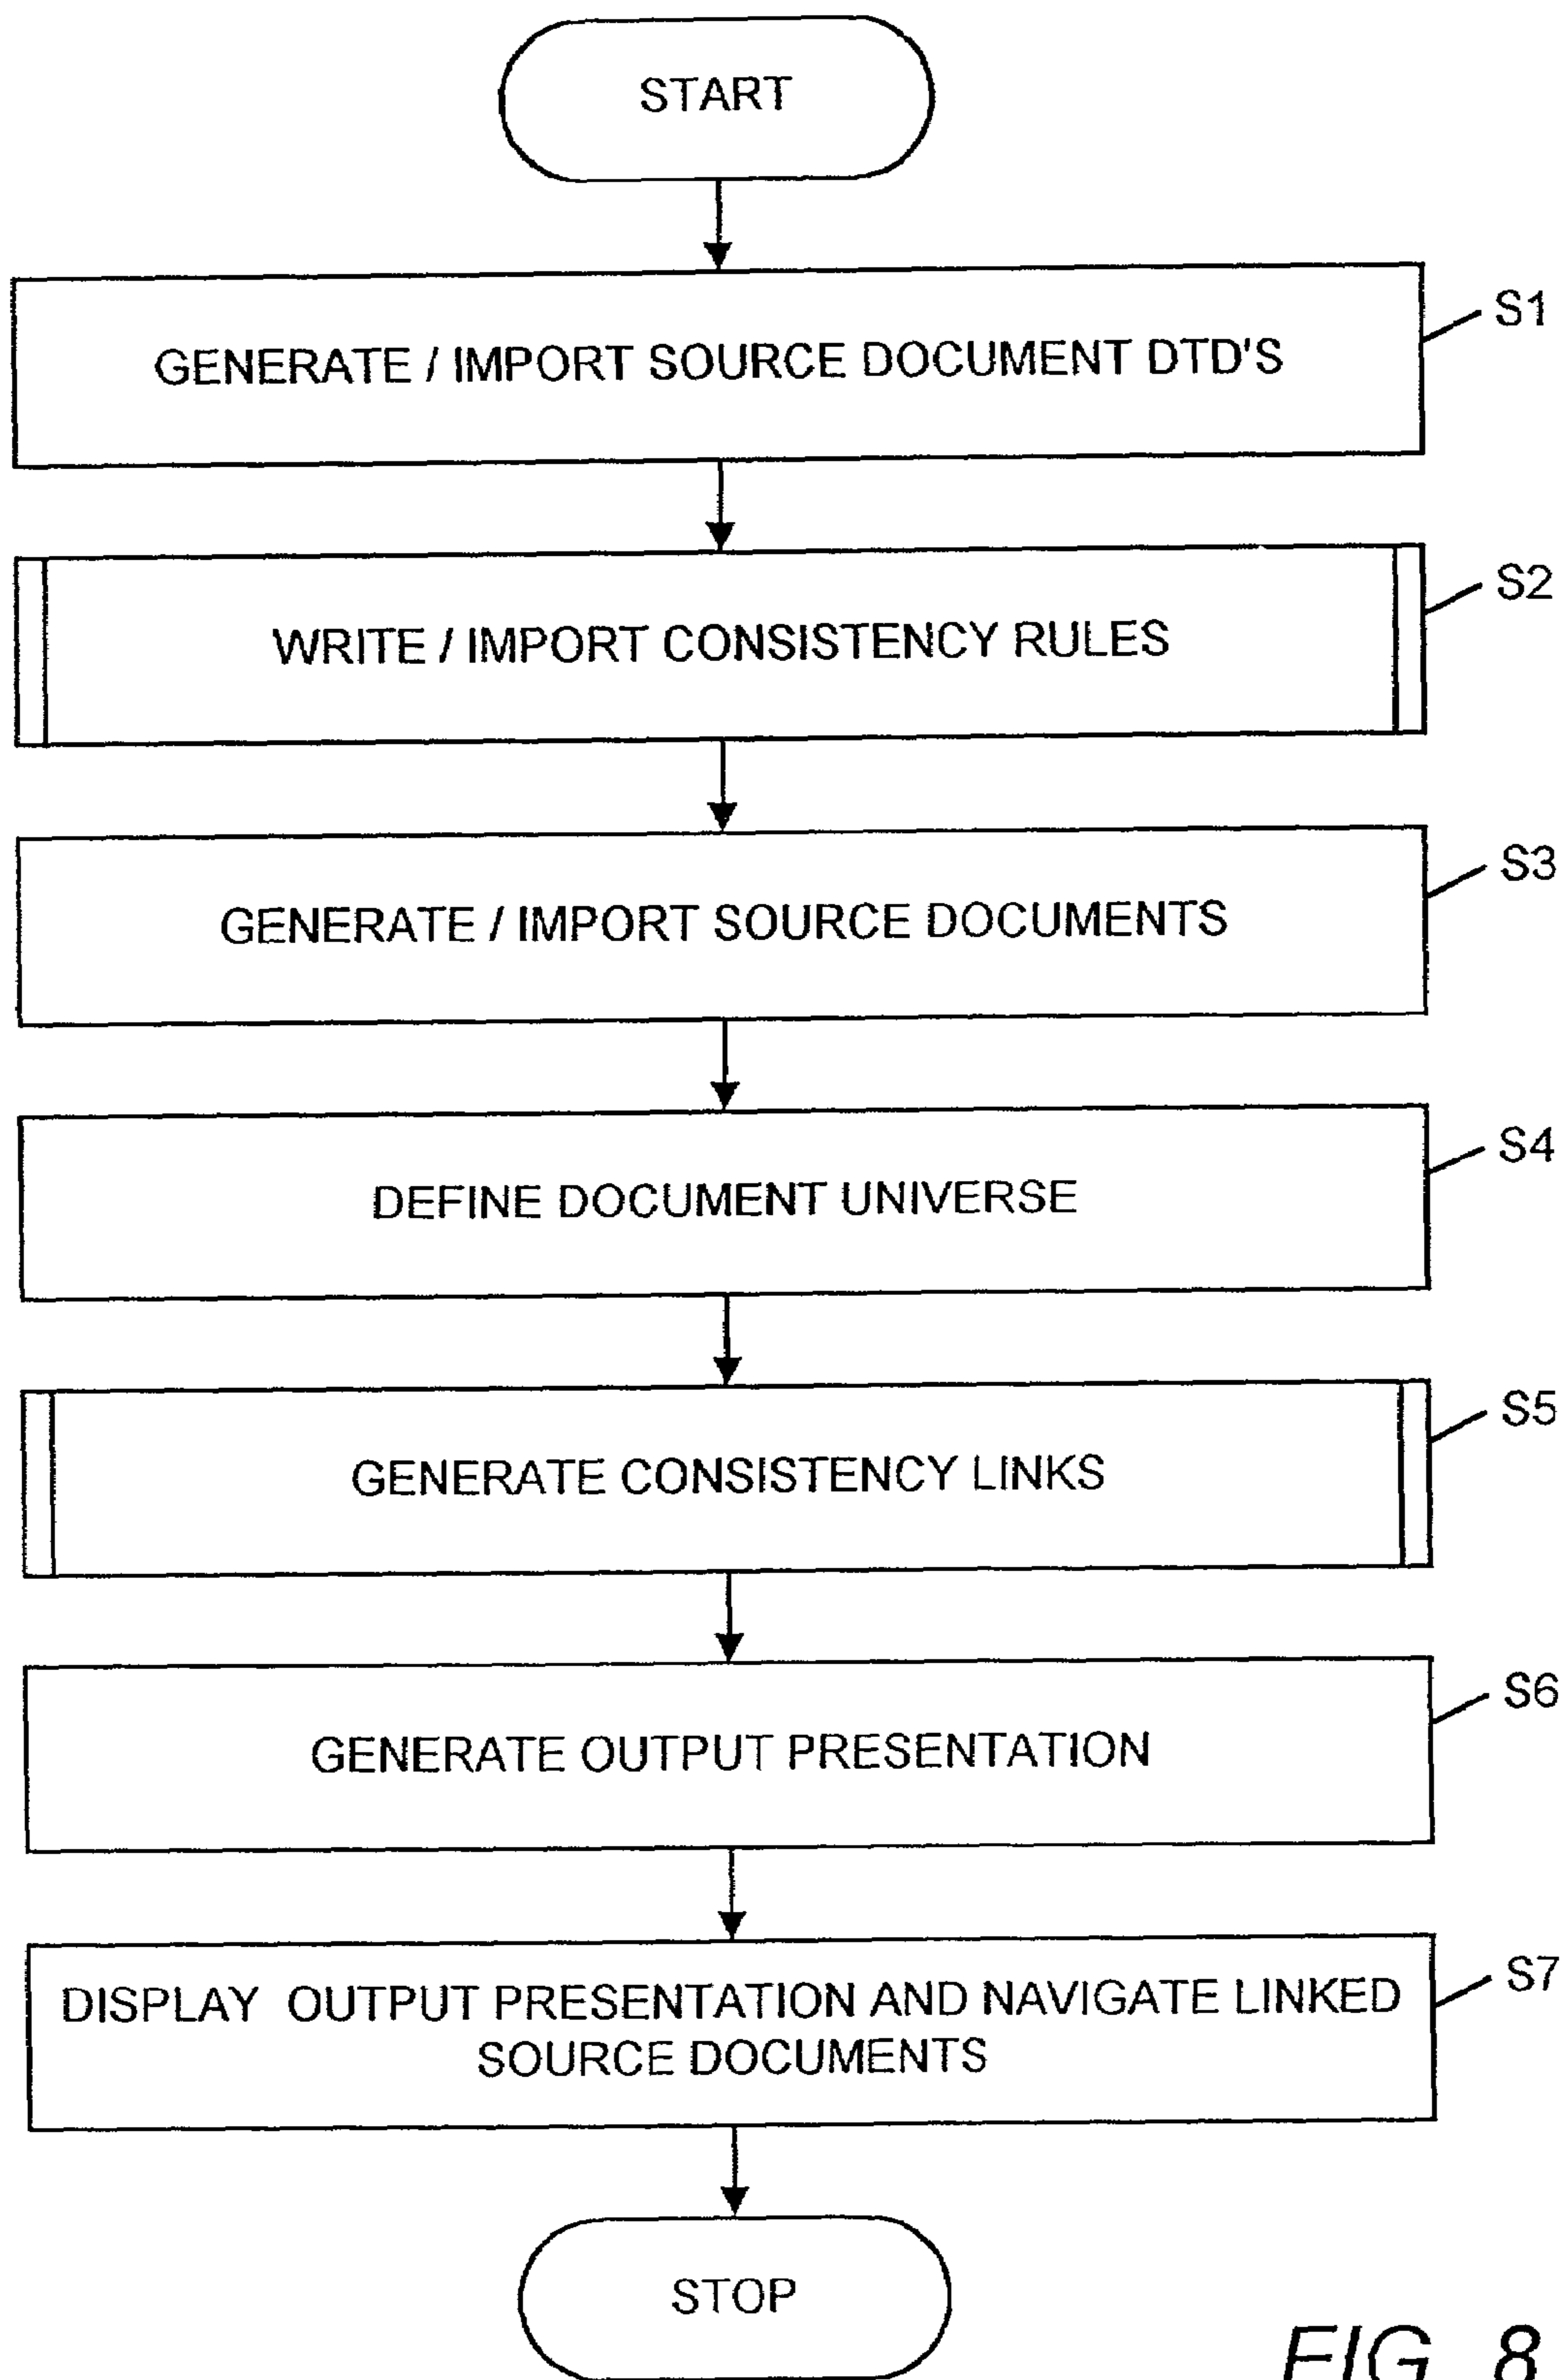 START
GENERATE / IMPORT SOURCE DOCUMENT DTD'S
S1
WRITE / IMPORT CONSISTENCY RULES
S2
GENERATE / IMPORT SOURCE DOCUMENTS
S3
DEFINE DOCUMENT UNIVERSE
S4
GENERATE CONSISTENCY LINKS
S5
GENERATE OUTPUT PRESENTATION
S6
DISPLAY OUTPUT PRESENTATION AND NAVIGATE LINKED
SOURCE DOCUMENTS
S7
STOP
FIG. 8